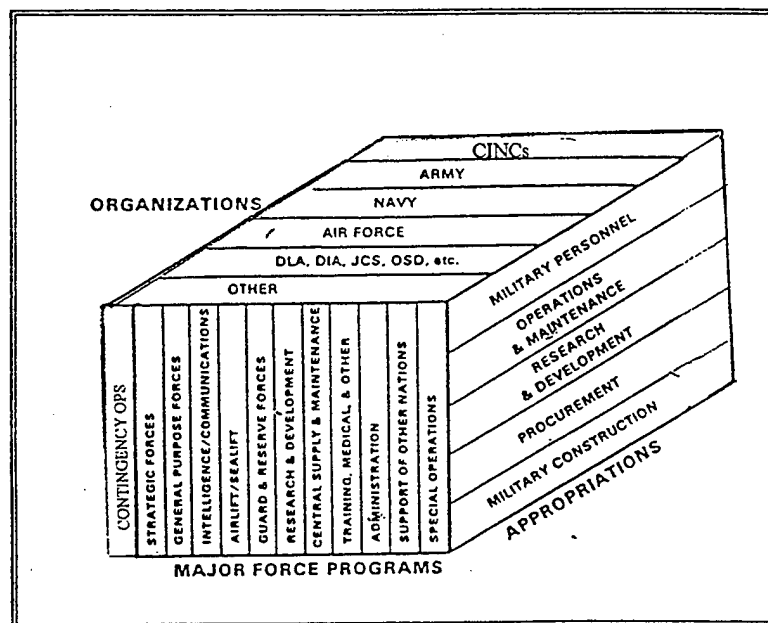 CINCs
ARMY
ORGANIZATIONS
NAVY
AIR FORCE
DLA, DIA, JCS, OSD, etc.
OTHER
MILITARY PERSONNEL
OPERATIONS
& MAINTENANCE
RESEARCH
& DEVELOPMENT
PROCUREMENT
MILITARY CONSTRUCTION
APPROPRIATIONS
CONTINGENCY OPS
STRATEGIC FORCES
GENERAL PURPOSE FORCES
INTELLIGENCE/COMMUNICATIONS
AIRLIFT/SEALIFT
GUARD & RESERVE FORCES
RESEARCH & DEVELOPMENT
CENTRAL SUPPLY & MAINTENANCE
TRAINING, MEDICAL, & OTHER
ADMINISTRATION
SUPPORT OF OTHER NATIONS
SPECIAL OPERATIONS
MAJOR FORCE PROGRAMS